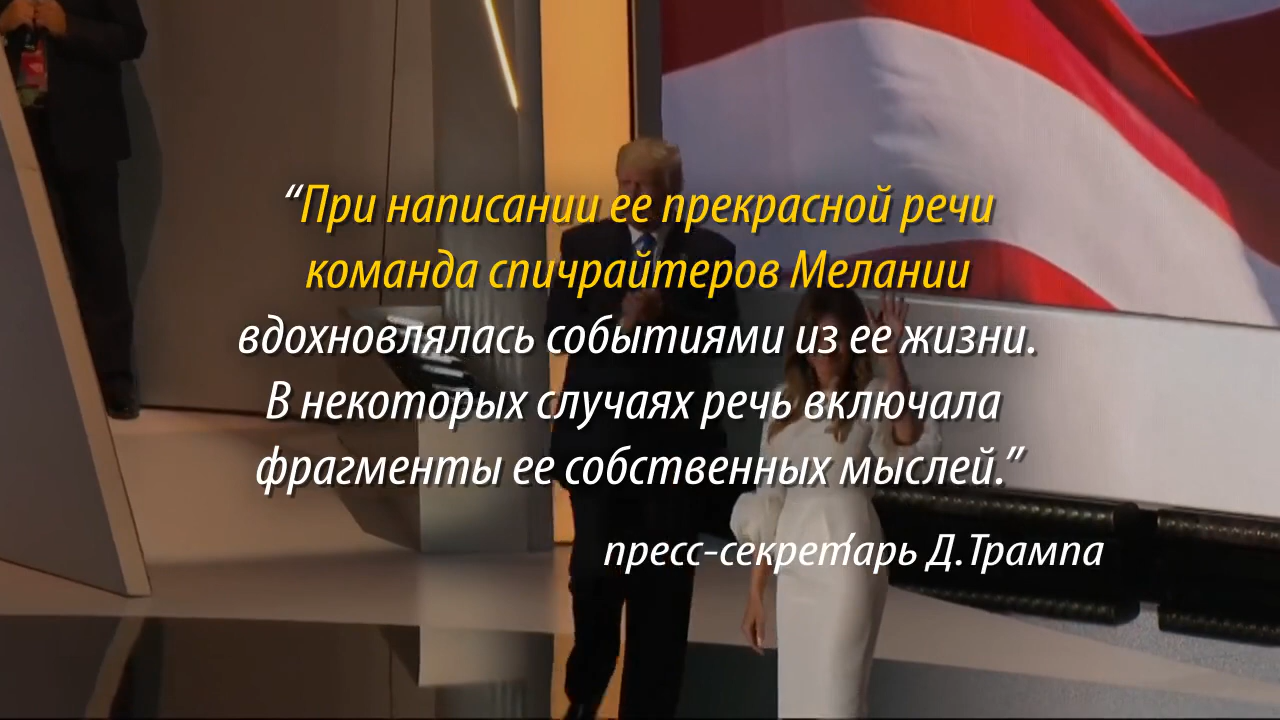 “При написании ее прекрасной речи
команда спичрайтеров Мелании
вдохновлялась событиями из ее жизни.
В некоторых случаях речь включала
фрагменты ее собственных мыслей.”
пресс-секретарь Д.Трампа